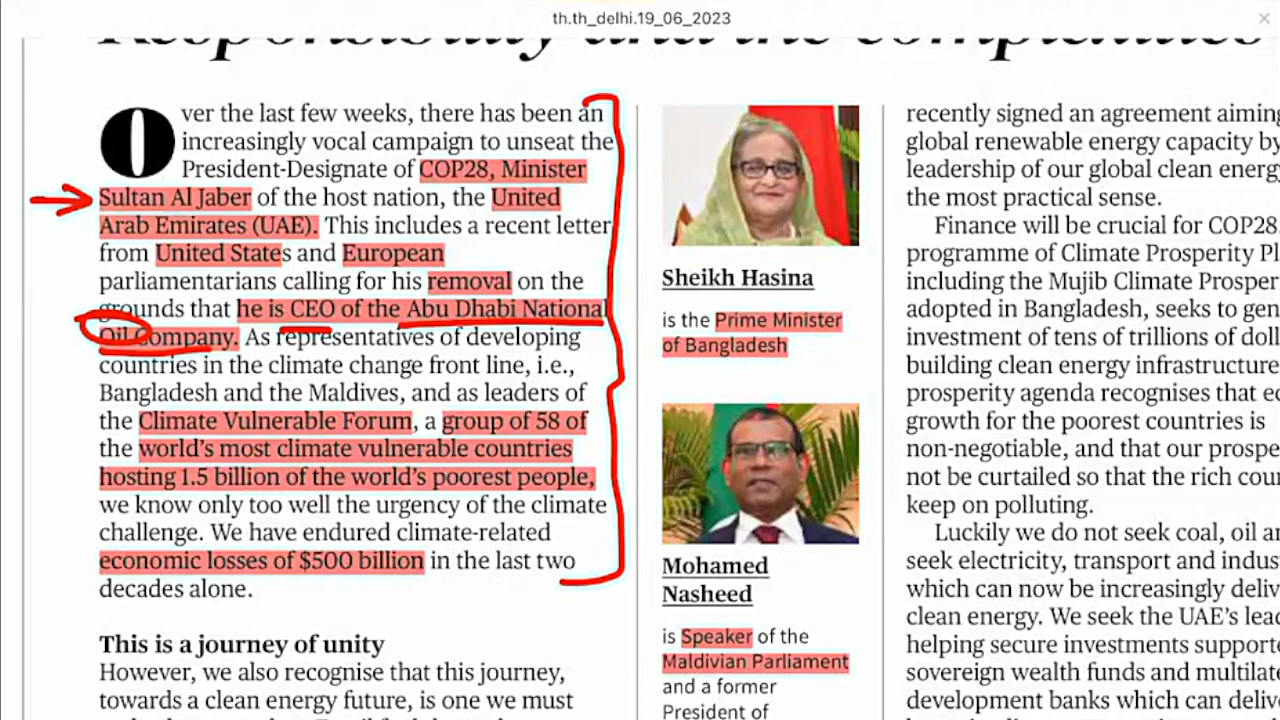 th.th_delhi.19_06_2023
Over the last few weeks, there has been an
increasingly vocal campaign to unseat the
President-Designate of COP28, Minister
Sultan Al Jaber of the host nation, the United
Arab Emirates (UAE). This includes a recent letter
from United States and European
parliamentarians calling for his removal on the
grounds that he is CEO of the Abu Dhabi National
Oil Company. As representatives of developing
countries in the climate change front line, i.e.,
Bangladesh and the Maldives, and as leaders of
the Climate Vulnerable Forum, a group of 58 of
the world's most climate vulnerable countries
hosting 1.5 billion of the world's poorest people,
we know only too well the urgency of the climate
challenge. We have endured climate-related
economic losses of $500 billion in the last two
decades alone.
This is a journey of unity
However, we also recognise that this journey,
towards a clean energy future, is one we must
Sheikh Hasina
is the Prime Minister
of Bangladesh
Mohamed
Nasheed
is Speaker of the
Maldivian Parliament
and a former
President of
recently signed an agreement aiming
global renewable energy capacity by
leadership of our global clean energ
the most practical sense.
Finance will be crucial for COP28.
programme of Climate Prosperity Pl
including the Mujib Climate Prosper
adopted in Bangladesh, seeks to gen
investment of tens of trillions of doll
building clean energy infrastructure
prosperity agenda recognises that ec
growth for the poorest countries is
non-negotiable, and that our prospe
not be curtailed so that the rich cou
keep on polluting.
Luckily we do not seek coal, oil an
seek electricity, transport and indus
which can now be increasingly deliv
clean energy. We seek the UAE's lead
helping secure investments supporte
sovereign wealth funds and multilate
development banks which can delive